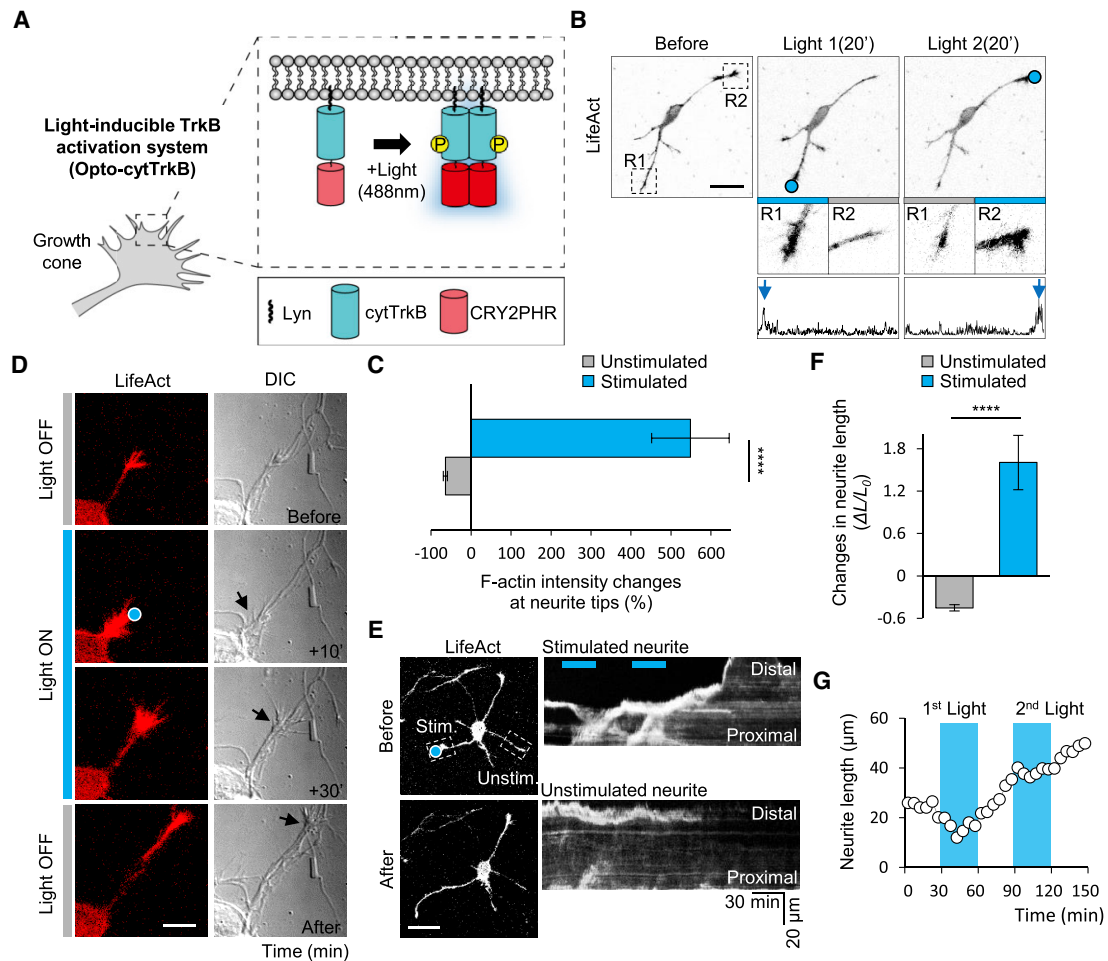 A
Light-inducible TrkB
activation system
(Opto-cytTrkB)
Growth
cone
P
P
+Light
(488nm)
Lyn
cytTrkB
CRY2PHR
B
Before
Light 1(20')
Light 2(20')
LifeAct
R2
R1
R1
R2
R1
R2
D
LifeAct
DIC
Light OFF
Before
Light ON
+10'
+30'
Light OFF
After
Time (min)
C
Unstimulated
Stimulated
****
-100
0
100
200
300
400
500
600
F-actin intensity changes
at neurite tips (%)
F
Unstimulated
Stimulated
****
Changes in neurite length
(ΔL/L0)
1.8
1.2
0.6
0
-0.6
E
LifeAct
Stimulated neurite
Before
Stim.
Unstim.
Distal
Proximal
Unstimulated neurite
After
Distal
Proximal
30 min
20 μm
G
1st Light
2nd Light
Neurite length (μm)
60
40
20
0
0
30
60
90
120
150
Time (min)